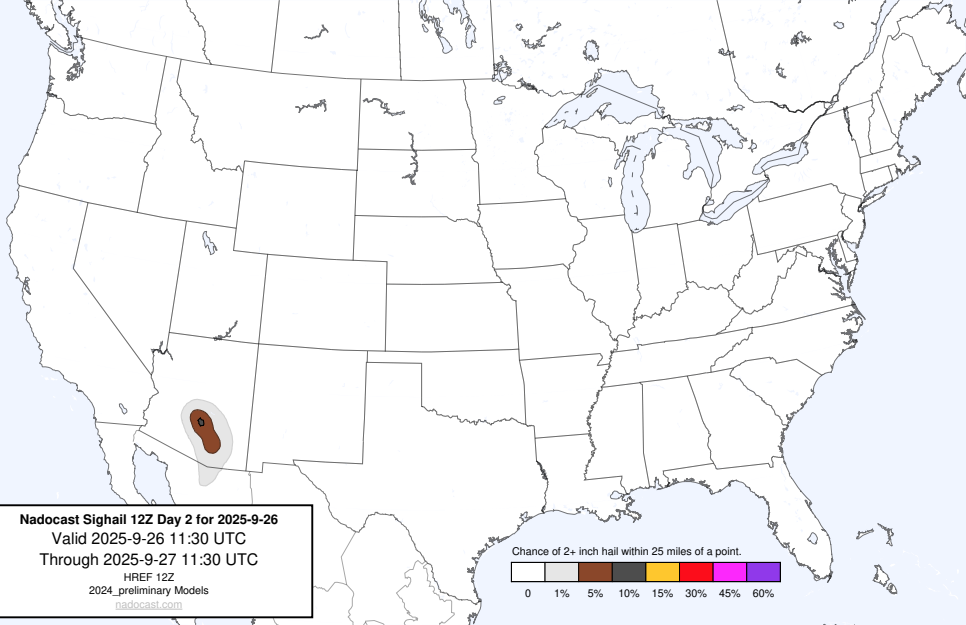 Nadocast Sighail 12Z Day 2 for 2025-9-26
Valid 2025-9-26 11:30 UTC
Through 2025-9-27 11:30 UTC
HREF 12Z
2024_preliminary Models
nadocast.com
Chance of 2+ inch hail within 25 miles of a point.
0 1% 5% 10% 15% 30% 45% 60%